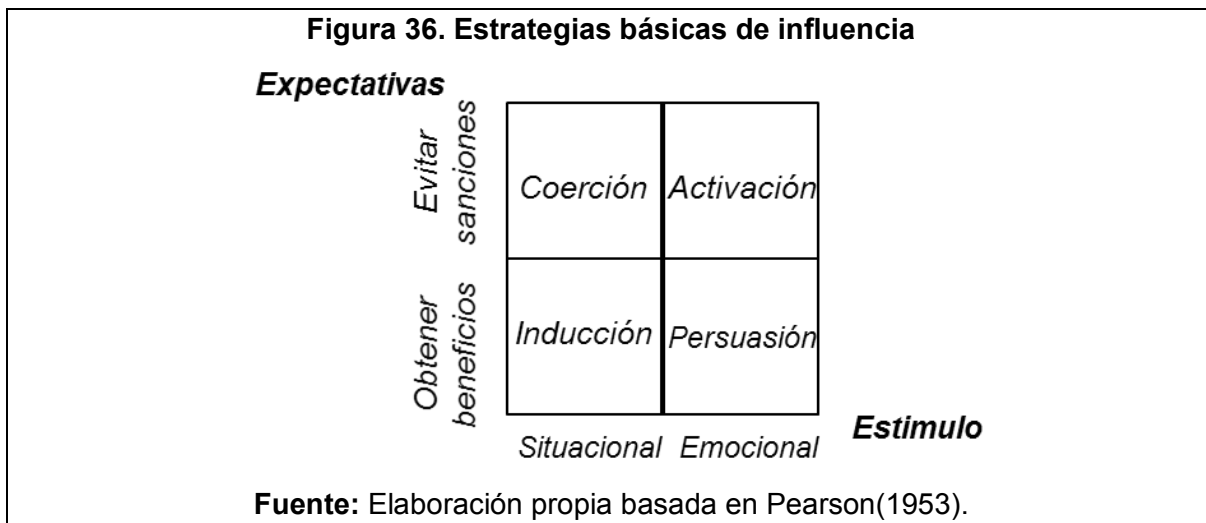 Figura 36. Estrategias básicas de influencia
Expectativas
Evitar
sanciones
Coerción
Activación
Obtener
beneficios
Inducción
Persuasión
Estimulo
Situacional
Emocional
Fuente: Elaboración propia basada en Pearson(1953).